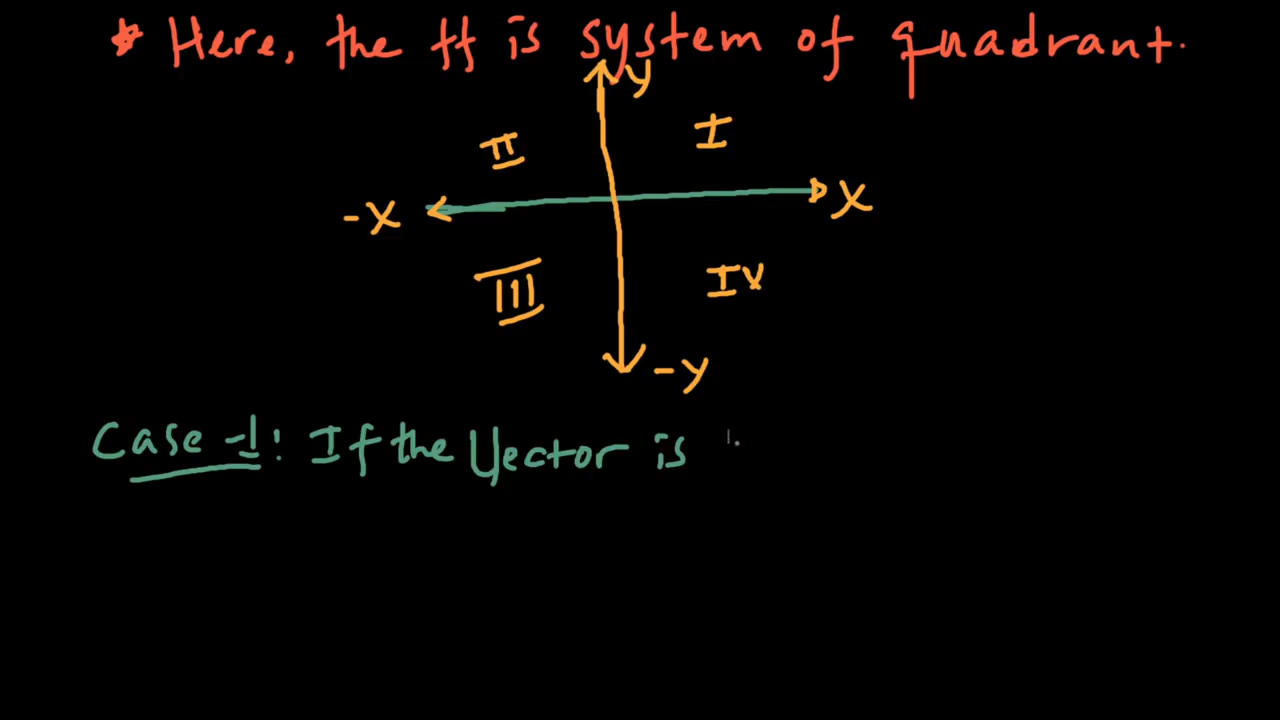 * Here, the ff is system of quadrant.
Y
II I
-X X
III IV
-Y
Case -1: If the Vector is